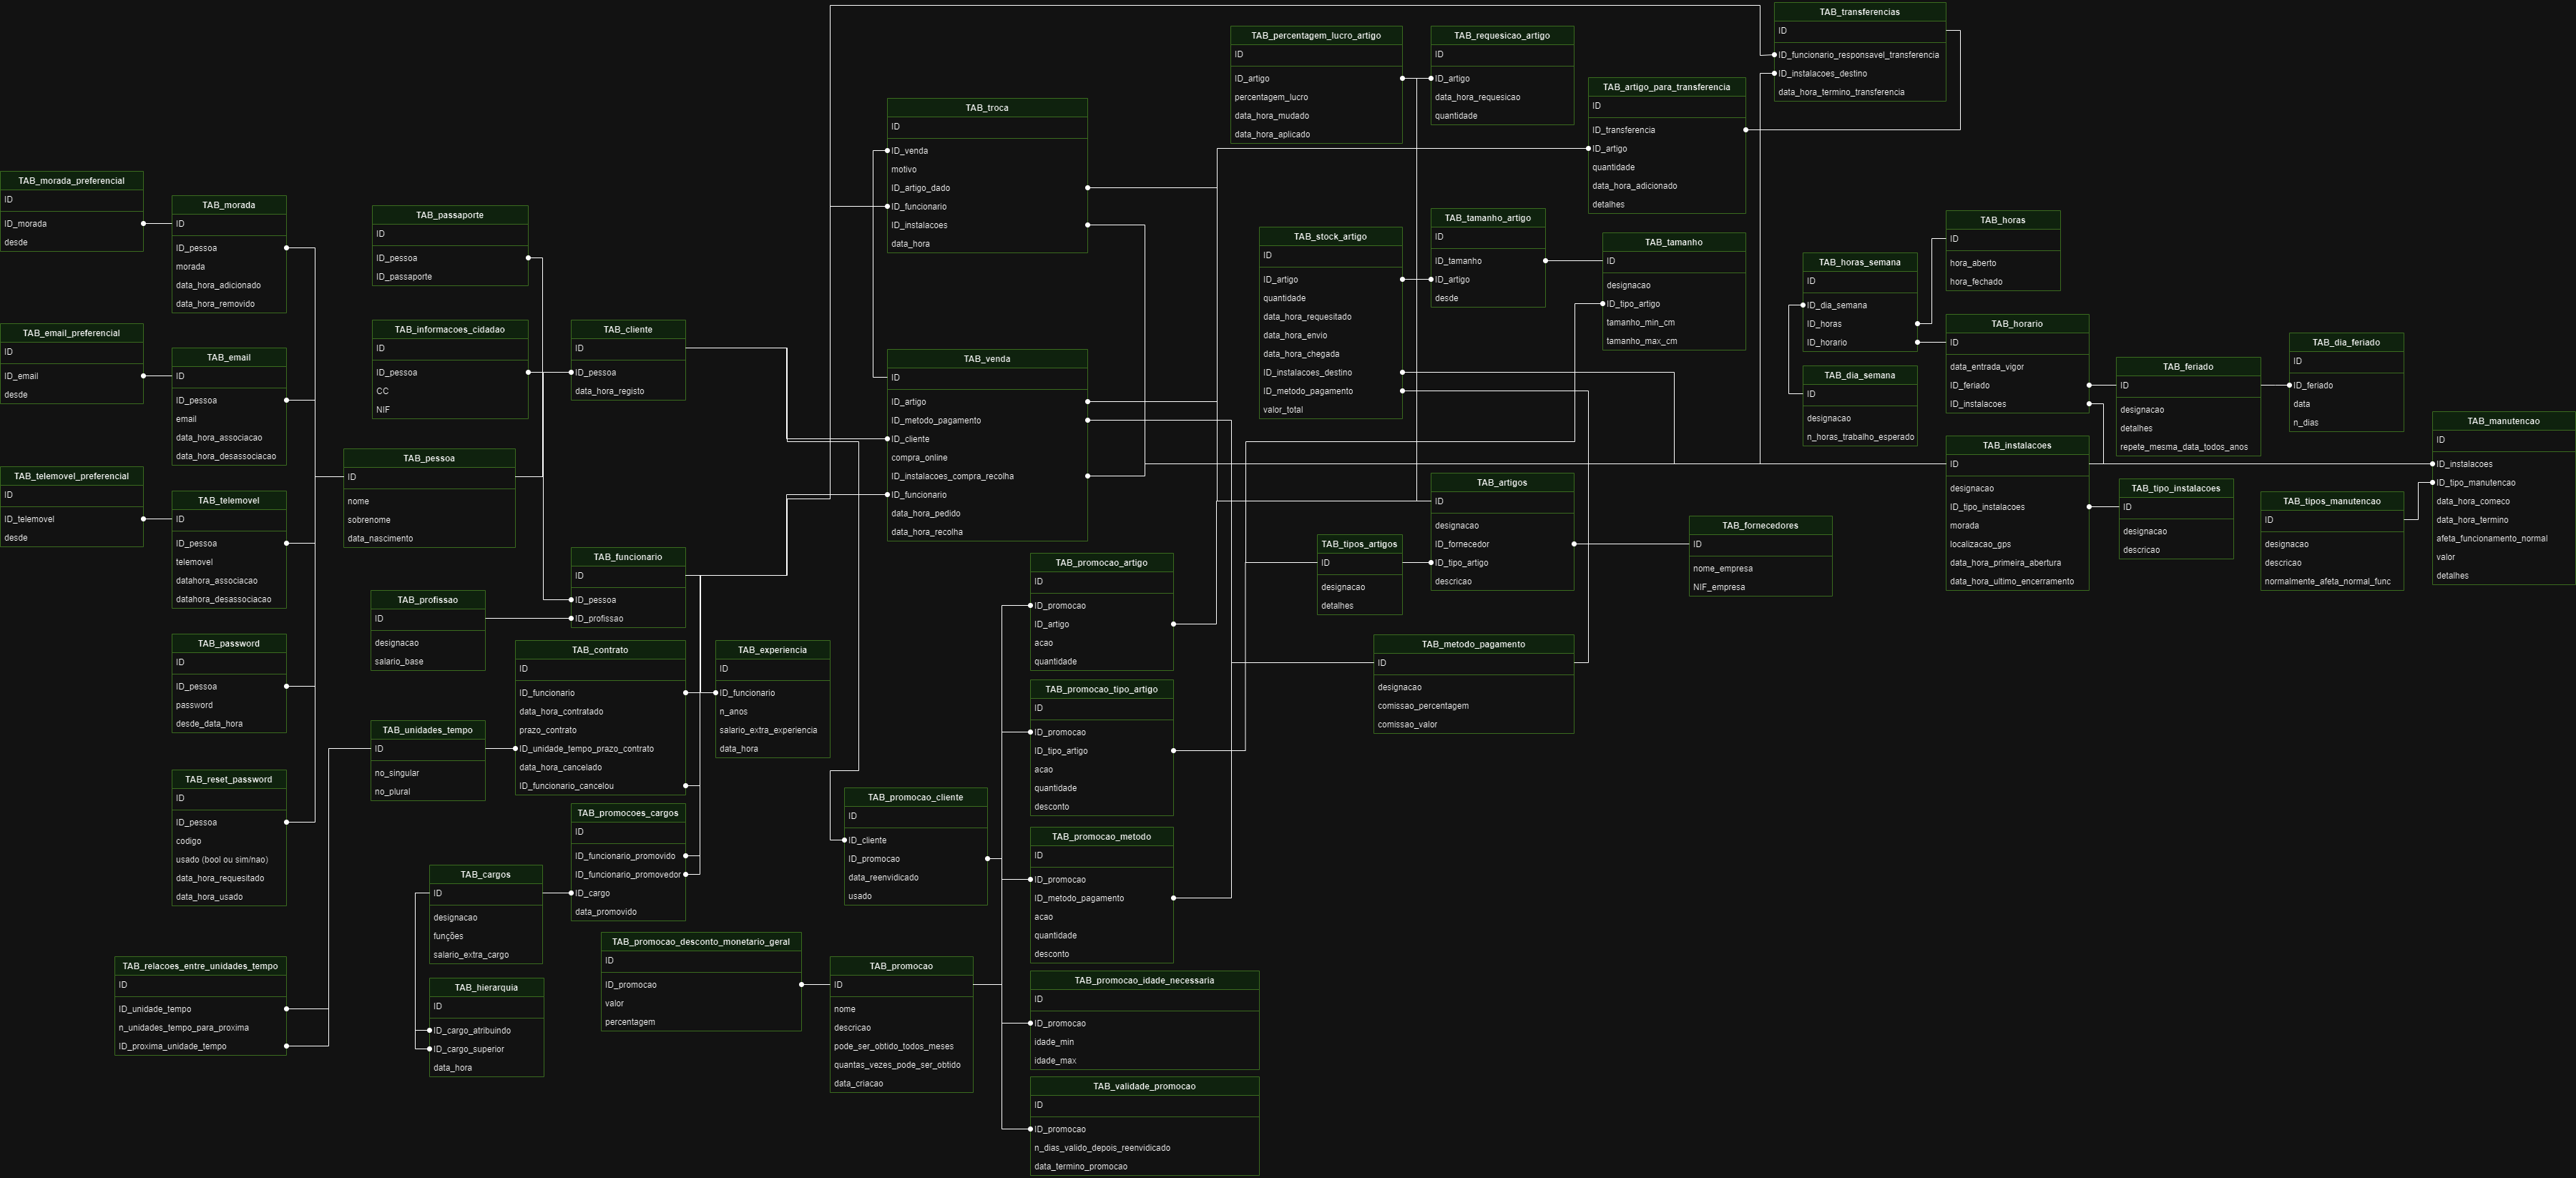 TAB_morada_preferencial
ID
ID_morada
desde
TAB_email_preferencial
ID
ID_email
desde
TAB_telemovel_preferencial
ID
ID_telemovel
desde
TAB_morada
ID
ID_pessoa
morada
data_hora_adicionado
data_hora_removido
TAB_email
ID
ID_pessoa
email
data_hora_associacao
data_hora_desassociacao
TAB_telemovel
ID
ID_pessoa
telemovel
datahora_associacao
datahora_desassociacao
TAB_password
ID
ID_pessoa
password
desde_data_hora
TAB_reset_password
ID
ID_pessoa
codigo
usado (bool ou sim/nao)
data_hora_requesitado
data_hora_usado
TAB_relacoes_entre_unidades_tempo
ID
ID_unidade_tempo
n_unidades_tempo_para_proxima
ID_proxima_unidade_tempo
TAB_passaporte
ID
ID_pessoa
ID_passaporte
TAB_informacoes_cidadao
ID
ID_pessoa
CC
NIF
TAB_pessoa
ID
nome
sobrenome
data_nascimento
TAB_profissao
ID
designacao
salario_base
TAB_unidades_tempo
ID
no_singular
no_plural
TAB_cargos
ID
designacao
funções
salario_extra_cargo
TAB_hierarquia
ID
ID_cargo_atribuindo
ID_cargo_superior
data_hora
TAB_cliente
ID
ID_pessoa
data_hora_registo
TAB_funcionario
ID
ID_pessoa
ID_profissao
TAB_contrato
ID
ID_funcionario
data_hora_contratado
prazo_contrato
ID_unidade_tempo_prazo_contrato
data_hora_cancelado
ID_funcionario_cancelou
TAB_promocoes_cargos
ID
ID_funcionario_promovido
ID_funcionario_promovedor
ID_cargo
data_promovido
TAB_promocao_desconto_monetario_geral
ID
ID_promocao
valor
percentagem
TAB_experiencia
ID
ID_funcionario
n_anos
salario_extra_experiencia
data_hora
TAB_promocao_cliente
ID
ID_cliente
ID_promocao
data_reenvidicado
usado
TAB_promocao
ID
nome
descricao
pode_ser_obtido_todos_meses
quantas_vezes_pode_ser_obtido
data_criacao
TAB_troca
ID
ID_venda
motivo
ID_artigo_dado
ID_funcionario
ID_instalacoes
data_hora
TAB_venda
ID
ID_artigo
ID_metodo_pagamento
ID_cliente
compra_online
ID_instalacoes_compra_recolha
ID_funcionario
data_hora_pedido
data_hora_recolha
TAB_promocao_artigo
ID
ID_promocao
ID_artigo
acao
quantidade
TAB_promocao_tipo_artigo
ID
ID_promocao
ID_tipo_artigo
acao
quantidade
desconto
TAB_promocao_metodo
ID
ID_promocao
ID_metodo_pagamento
acao
quantidade
desconto
TAB_promocao_idade_necessaria
ID
ID_promocao
idade_min
idade_max
TAB_validade_promocao
ID
ID_promocao
n_dias_valido_depois_reenvidicado
data_termino_promocao
TAB_percentagem_lucro_artigo
ID
ID_artigo
percentagem_lucro
data_hora_mudado
data_hora_aplicado
TAB_requesicao_artigo
ID
ID_artigo
data_hora_requesicao
quantidade
TAB_artigo_para_transferencia
ID
ID_transferencia
ID_artigo
quantidade
data_hora_adicionado
detalhes
TAB_transferencias
ID
ID_funcionario_responsavel_transferencia
ID_instalacoes_destino
data_hora_termino_transferencia
TAB_stock_artigo
ID
ID_artigo
quantidade
data_hora_requesitado
data_hora_envio
data_hora_chegada
ID_instalacoes_destino
ID_metodo_pagamento
valor_total
TAB_tamanho_artigo
ID
ID_tamanho
ID_artigo
desde
TAB_tamanho
ID
designacao
ID_tipo_artigo
tamanho_min_cm
tamanho_max_cm
TAB_artigos
ID
designacao
ID_fornecedor
ID_tipo_artigo
descricao
TAB_tipos_artigos
ID
designacao
detalhes
TAB_fornecedores
ID
nome_empresa
NIF_empresa
TAB_metodo_pagamento
ID
designacao
comissao_percentagem
comissao_valor
TAB_horas_semana
ID
ID_dia_semana
ID_horas
ID_horario
TAB_dia_semana
ID
designacao
n_horas_trabalho_esperado
TAB_horas
ID
hora_aberto
hora_fechado
TAB_horario
ID
data_entrada_vigor
ID_feriado
ID_instalacoes
TAB_instalacoes
ID
designacao
ID_tipo_instalacoes
morada
localizacao_gps
data_hora_primeira_abertura
data_hora_ultimo_encerramento
TAB_feriado
ID
designacao
detalhes
repete_mesma_data_todos_anos
TAB_dia_feriado
ID
ID_feriado
data
n_dias
TAB_tipo_instalacoes
ID
designacao
descricao
TAB_tipos_manutencao
ID
designacao
descricao
normalmente_afeta_normal_func
TAB_manutencao
ID
ID_instalacoes
ID_tipo_manutencao
data_hora_comeco
data_hora_termino
afeta_funcionamento_normal
valor
detalhes